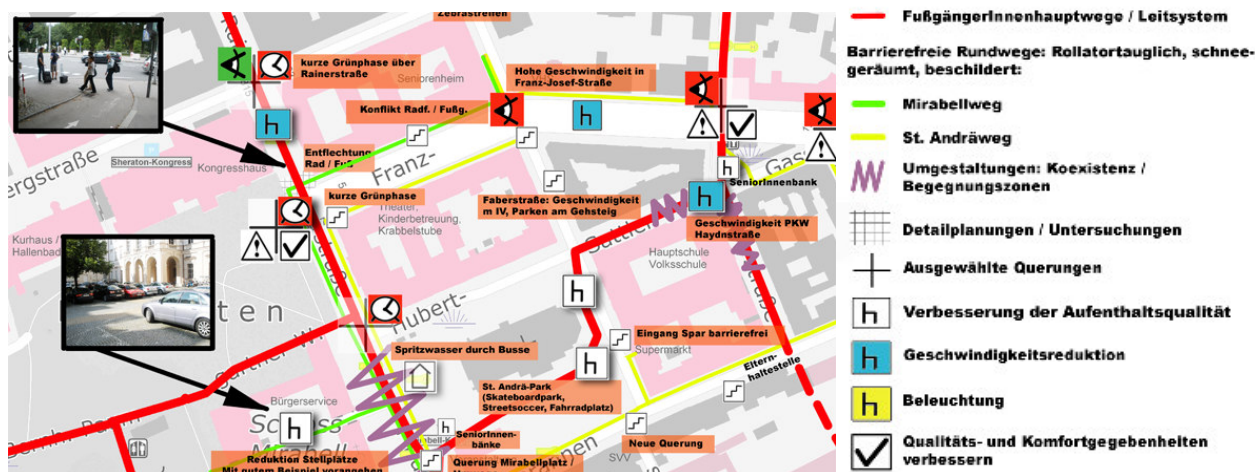 Zebrastreifen
kurze Grünphase über
Rainerstraße
Seniorenheim
Hohe Geschwindigkeit in
Franz-Josef-Straße
Konflikt Radf. / Fußg.
Entflechtung
Rad / Fuß
Sheraton-Kongress
Kongresshaus
bergstraße
Franz-
SeniorInnenbank
kurze Grünphase
Theater,
Kinderbetreuung,
Krabbelstube
Faberstraße: Geschwindigkeit
m IV, Parken am Gehsteig
Geschwindigkeit PKW
Haydnstraße
Kurhaus /
Hallenbad
Hauptschule
Volksschule
Hubert-
Eingang Spar barrierefrei
Supermarkt
Spritzwasser durch Busse
Eltern-
haltestelle
St. Andrä-Park
(Skateboardpark,
Streetsoccer, Fahrradplatz)
Bürgerservice
Schloss
Mirabell
SeniorInnen-
bänke
Neue Querung
SVV
Reduktion Stellplätze
Mit gutem Beispiel vorangehen
Querung Mirabellplatz /
FußgängerInnenhauptwege / Leitsystem
Barrierefreie Rundwege: Rollatortauglich, schnee-
geräumt, beschildert:
Mirabellweg
St. Andräweg
Umgestaltungen: Koexistenz /
Begegnungszonen
Detailplanungen / Untersuchungen
Ausgewählte Querungen
Verbesserung der Aufenthaltsqualität
Geschwindigkeitsreduktion
Beleuchtung
Qualitäts- und Komfortgegebenheiten
verbessern